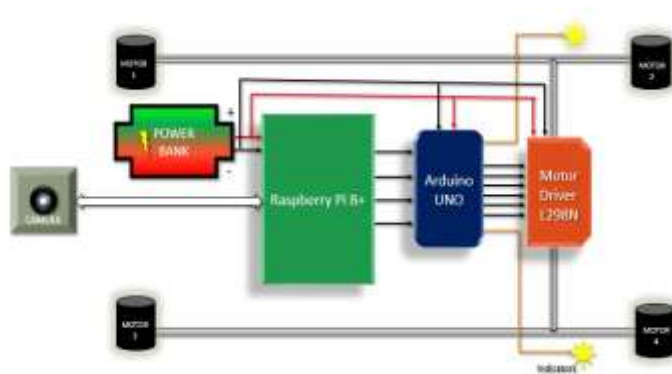 MOTOR
1
MOTOR
2
+
POWER
BANK
-
CAMERA
Raspberry Pi B+
Arduino
UNO
Motor
Driver
L298N
MOTOR
3
MOTOR
4
Indicators